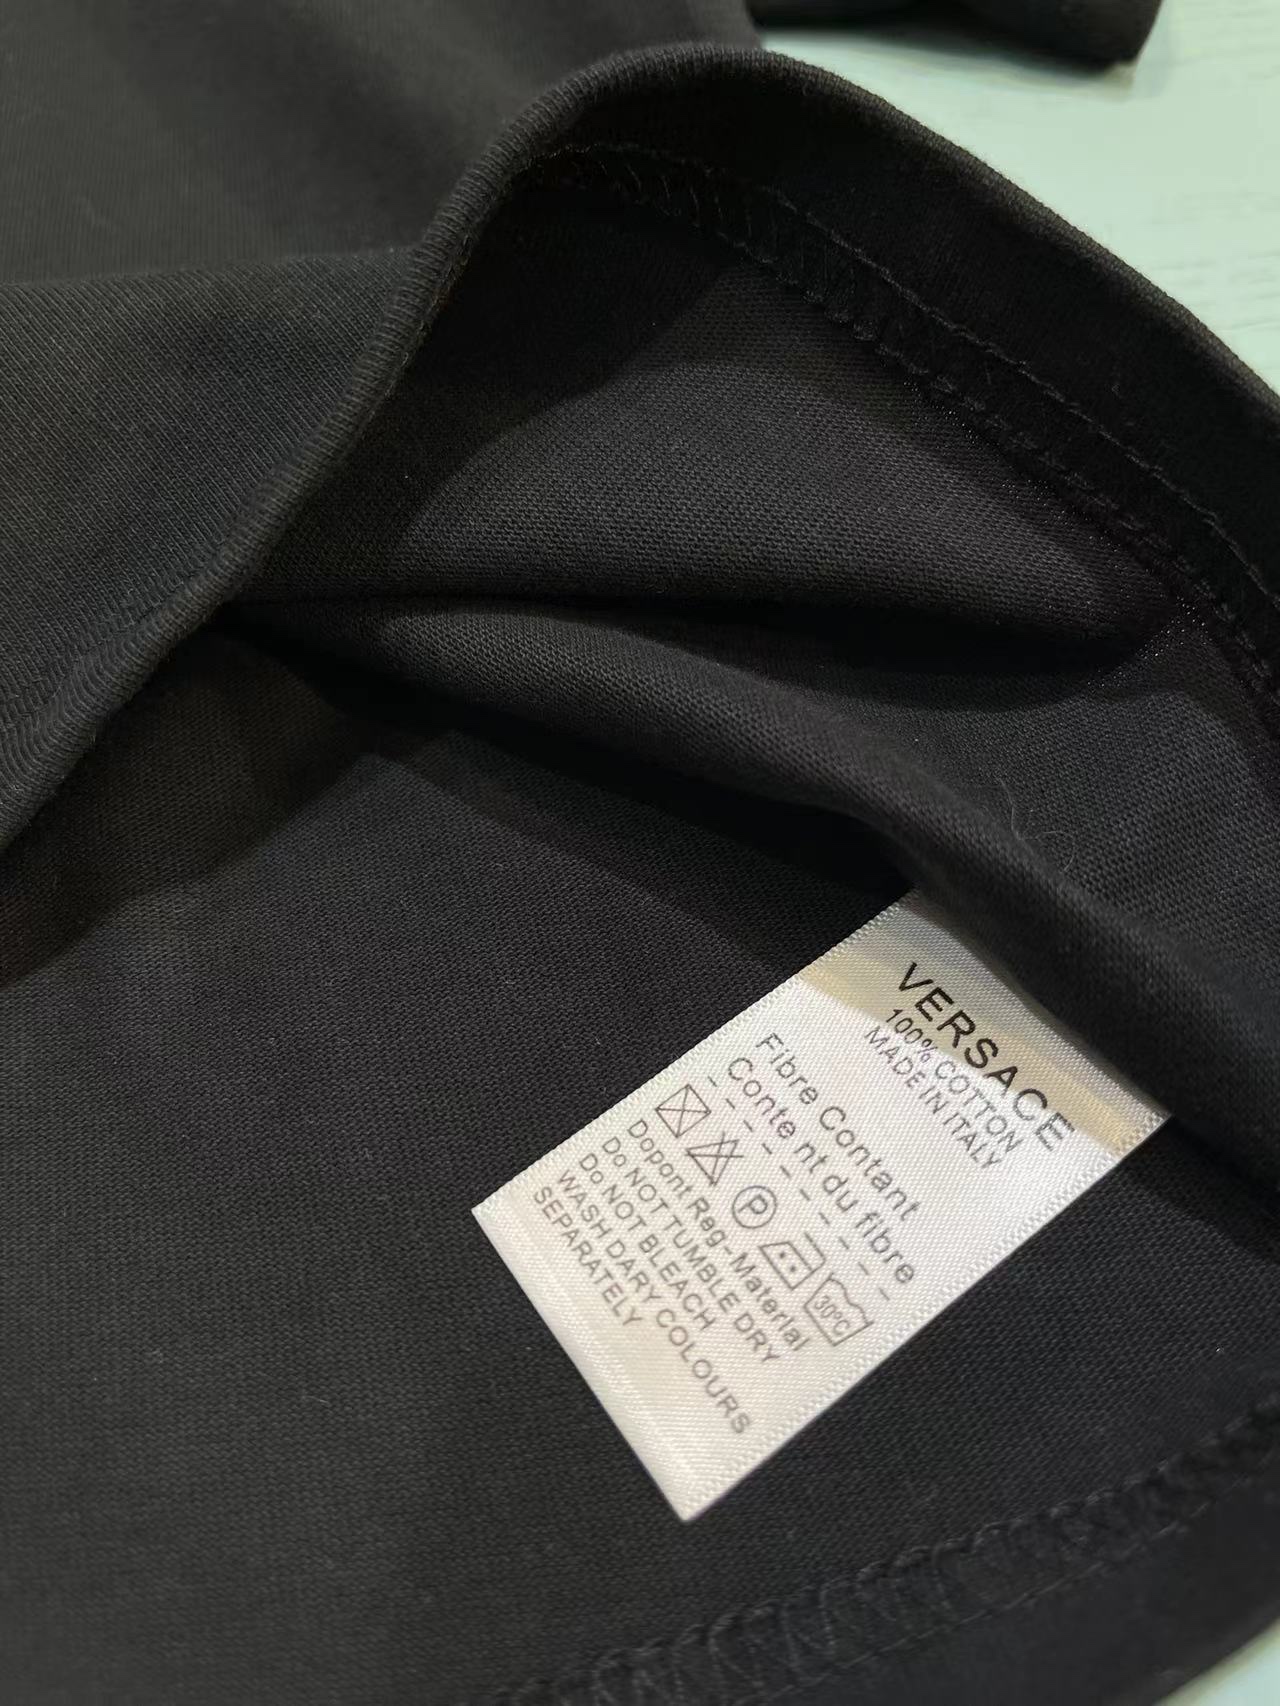 VERSACE
100% COTTON
MADE IN ITALY
Fibre Contant
Conte nt du fibre
P 30°C
Dopont Reg-Material
Do NOT TUMBLE DRY
Do NOT BLEACH
WASH DARY COLOURS
SEPARATELY